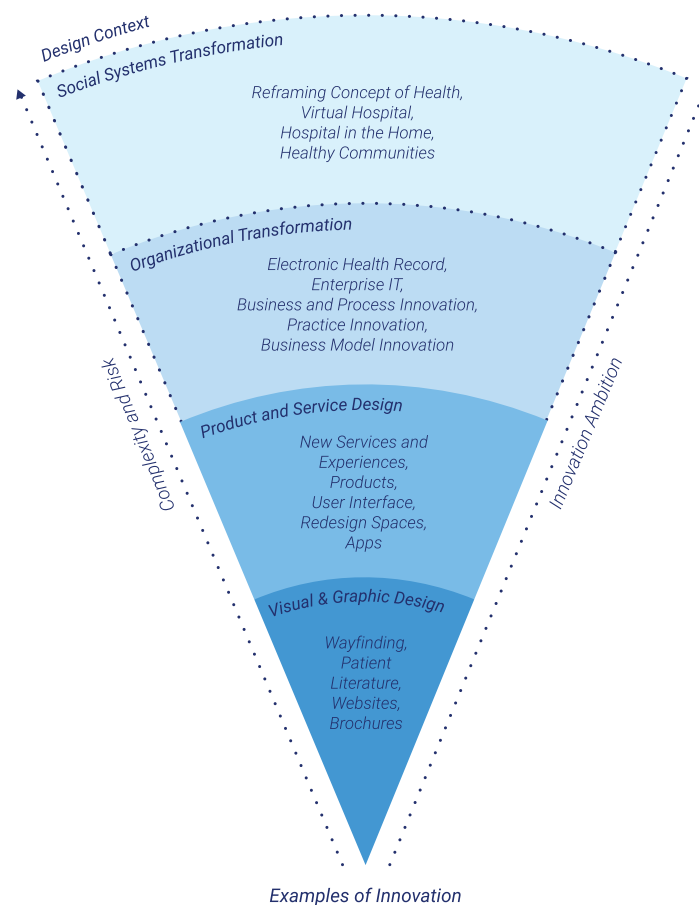 Design Context
Social Systems Transformation
Reframing Concept of Health,
Virtual Hospital,
Hospital in the Home,
Healthy Communities
Organizational Transformation
Electronic Health Record,
Enterprise IT,
Business and Process Innovation,
Practice Innovation,
Business Model Innovation
Complexity and Risk
Innovation Ambition
Product and Service Design
New Services and
Experiences,
Products,
User Interface,
Redesign Spaces,
Apps
Visual & Graphic Design
Wayfinding,
Patient
Literature,
Websites,
Brochures
Examples of Innovation